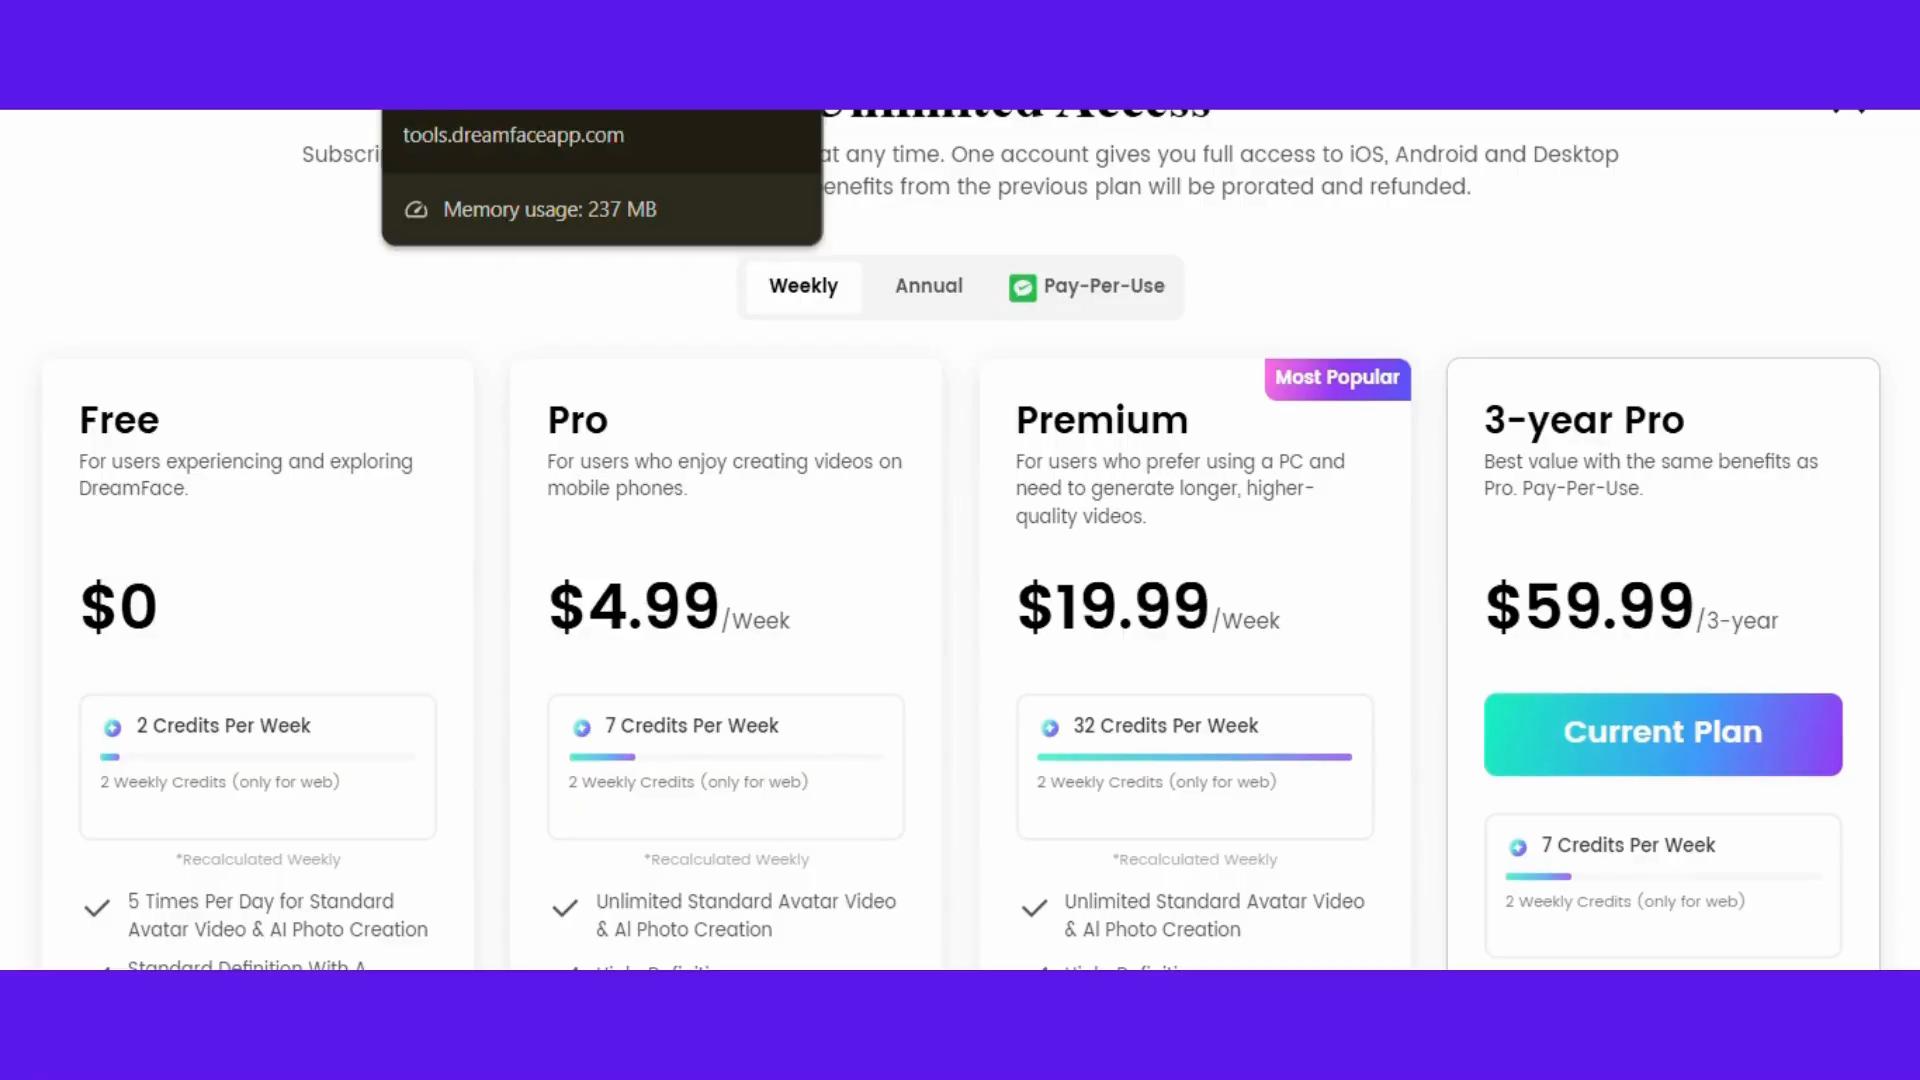 Unlimited Access
tools.dreamfaceapp.com
Memory usage: 237 MB
at any time. One account gives you full access to iOS, Android and Desktop
from the previous plan will be prorated and refunded.
Weekly
Annual
Pay-Per-Use
Free
For users experiencing and exploring
DreamFace.
$0
2 Credits Per Week
2 Weekly Credits (only for web)
*Recalculated Weekly
5 Times Per Day for Standard
Avatar Video & AI Photo Creation
Standard Definition With A
Pro
For users who enjoy creating videos on
mobile phones.
$4.99/Week
7 Credits Per Week
2 Weekly Credits (only for web)
*Recalculated Weekly
Unlimited Standard Avatar Video
& Al Photo Creation
Most Popular
Premium
For users who prefer using a PC and
need to generate longer, higher-
quality videos.
$19.99/Week
32 Credits Per Week
2 Weekly Credits (only for web)
*Recalculated Weekly
Unlimited Standard Avatar Video
& Al Photo Creation
3-year Pro
Best value with the same benefits as
Pro. Pay-Per-Use.
$59.99/3-year
Current Plan
7 Credits Per Week
2 Weekly Credits (only for web)